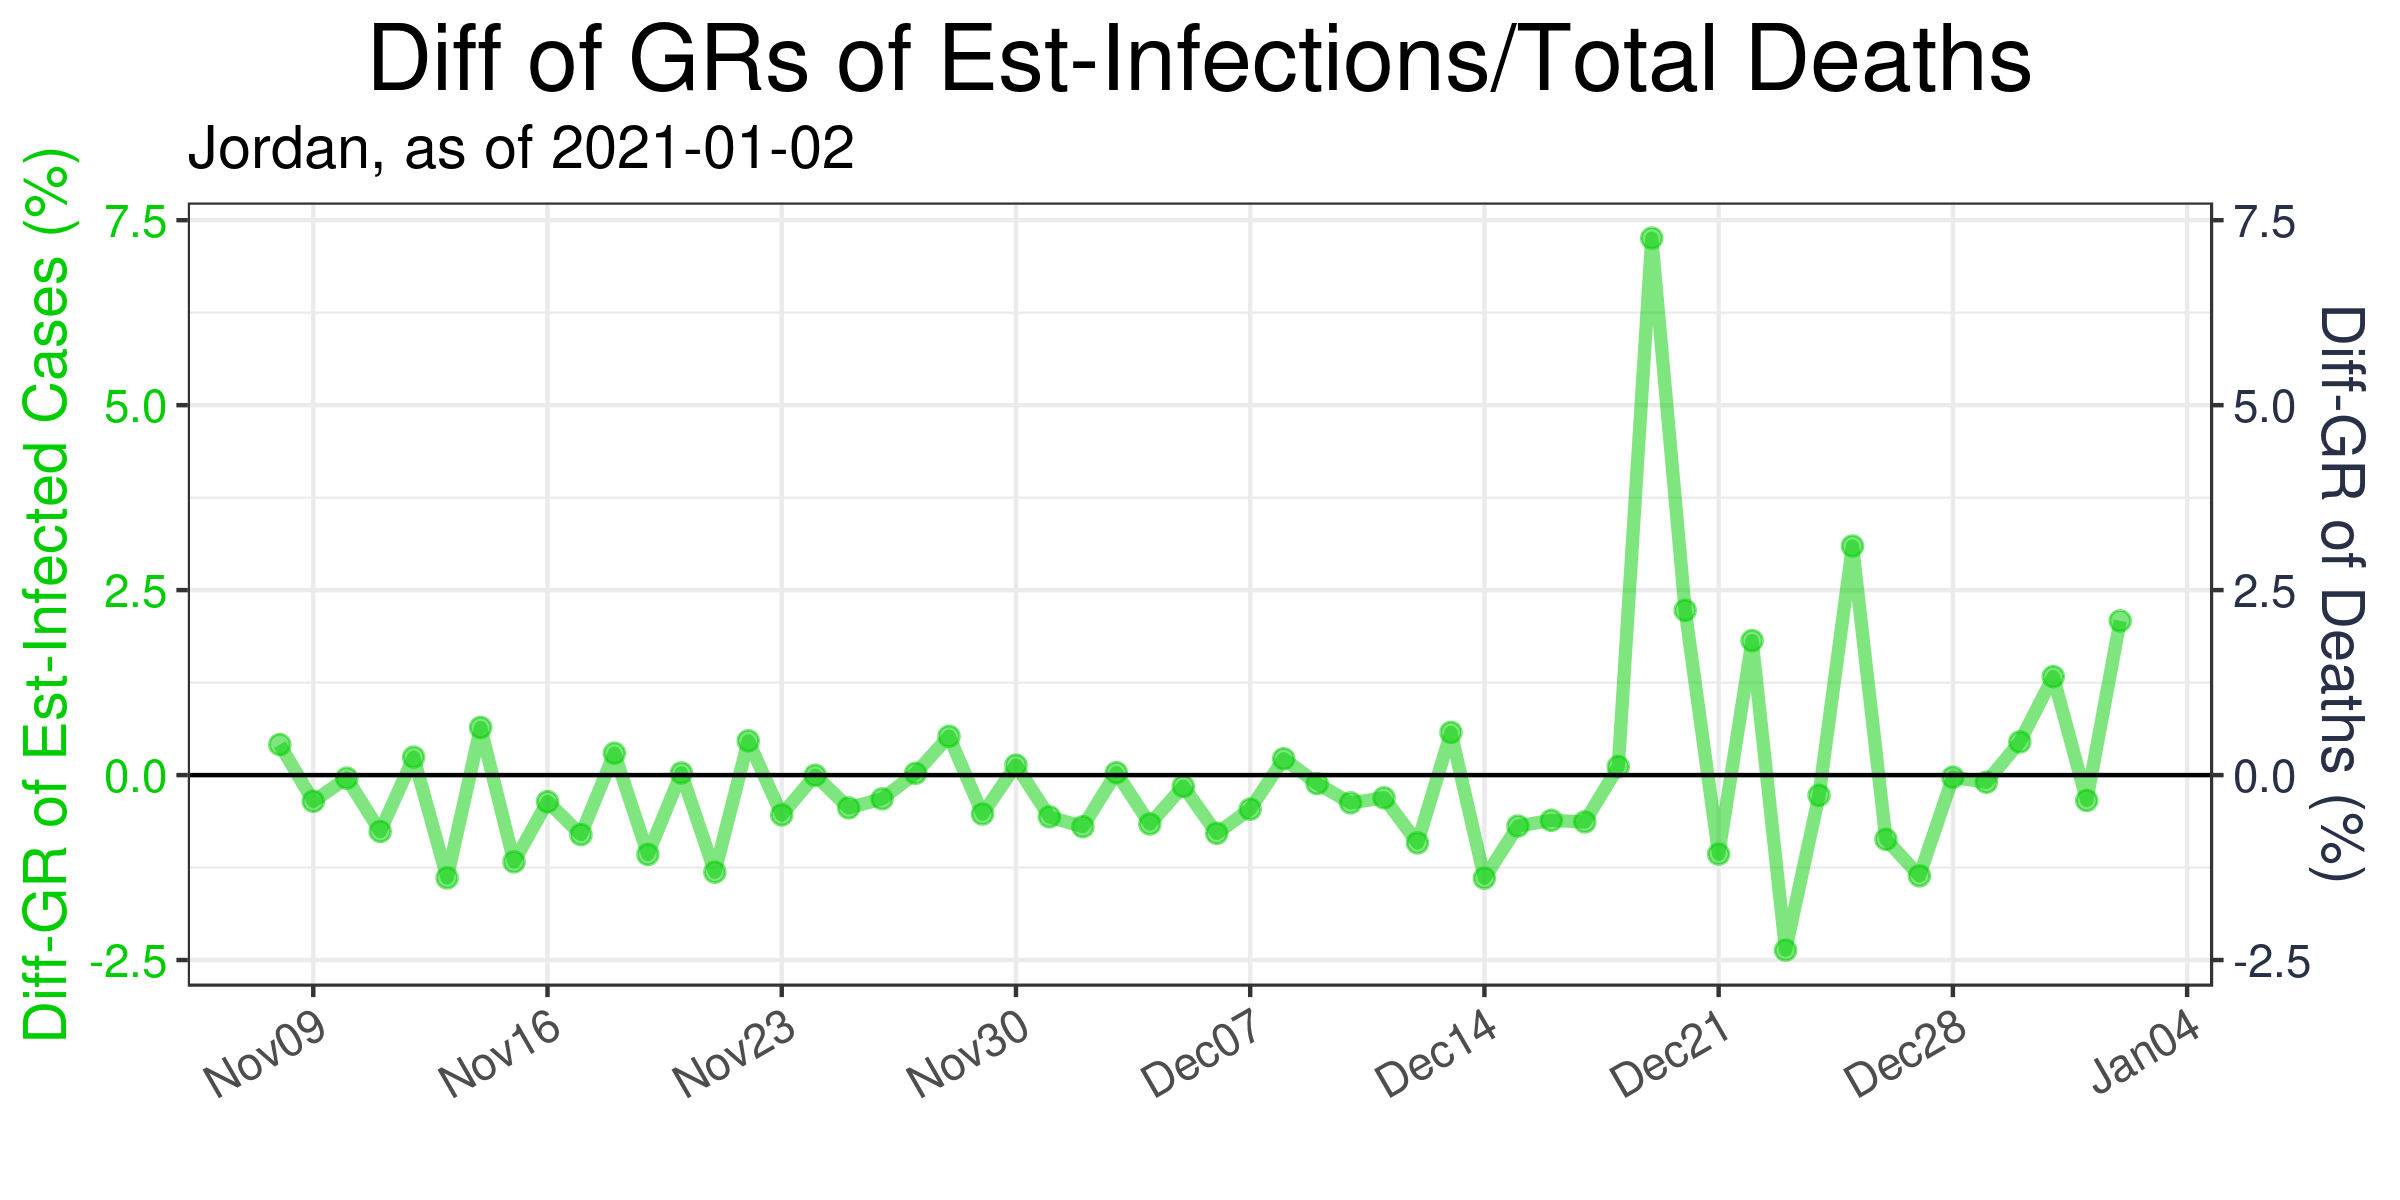 Diff of GRs of Est-Infections/Total Deaths
Jordan, as of 2021-01-02
Diff-GR of Est-Infected Cases (%)
7.5
5.0
2.5
0.0
-2.5
7.5
5.0
2.5
0.0
-2.5
Diff-GR of Deaths (%)
Nov09
Nov16
Nov23
Nov30
Dec07
Dec14
Dec21
Dec28
Jan04